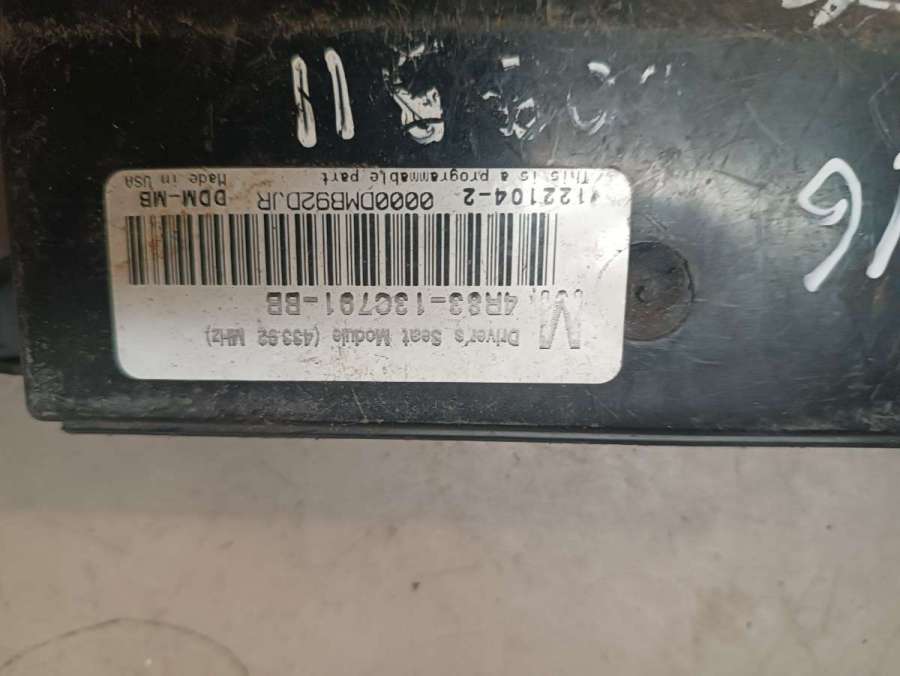 Driver's Seat Module (433.92 MHz)
M 4R83-13C791-BB
*122104-2 0000DMB92DJR DDM-MB
This is a programmable part Made in USA